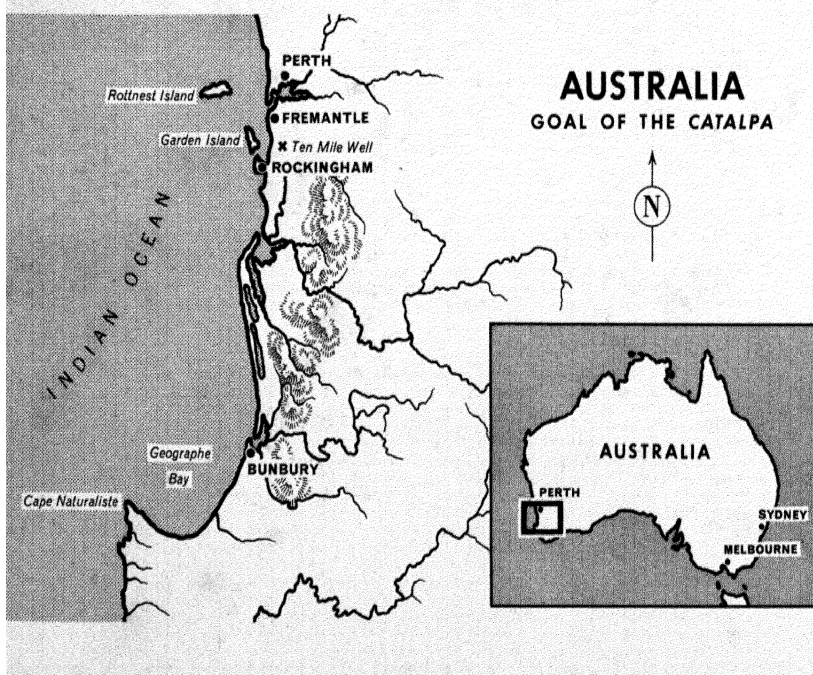 AUSTRALIA
GOAL OF THE CATALPA
N
PERTH
Rottnest Island
FREMANTLE
Garden Island
Ten Mile Well
ROCKINGHAM
INDIAN OCEAN
Geographe
Bay
BUNBURY
Cape Naturaliste
AUSTRALIA
PERTH
SYDNEY
MELBOURNE